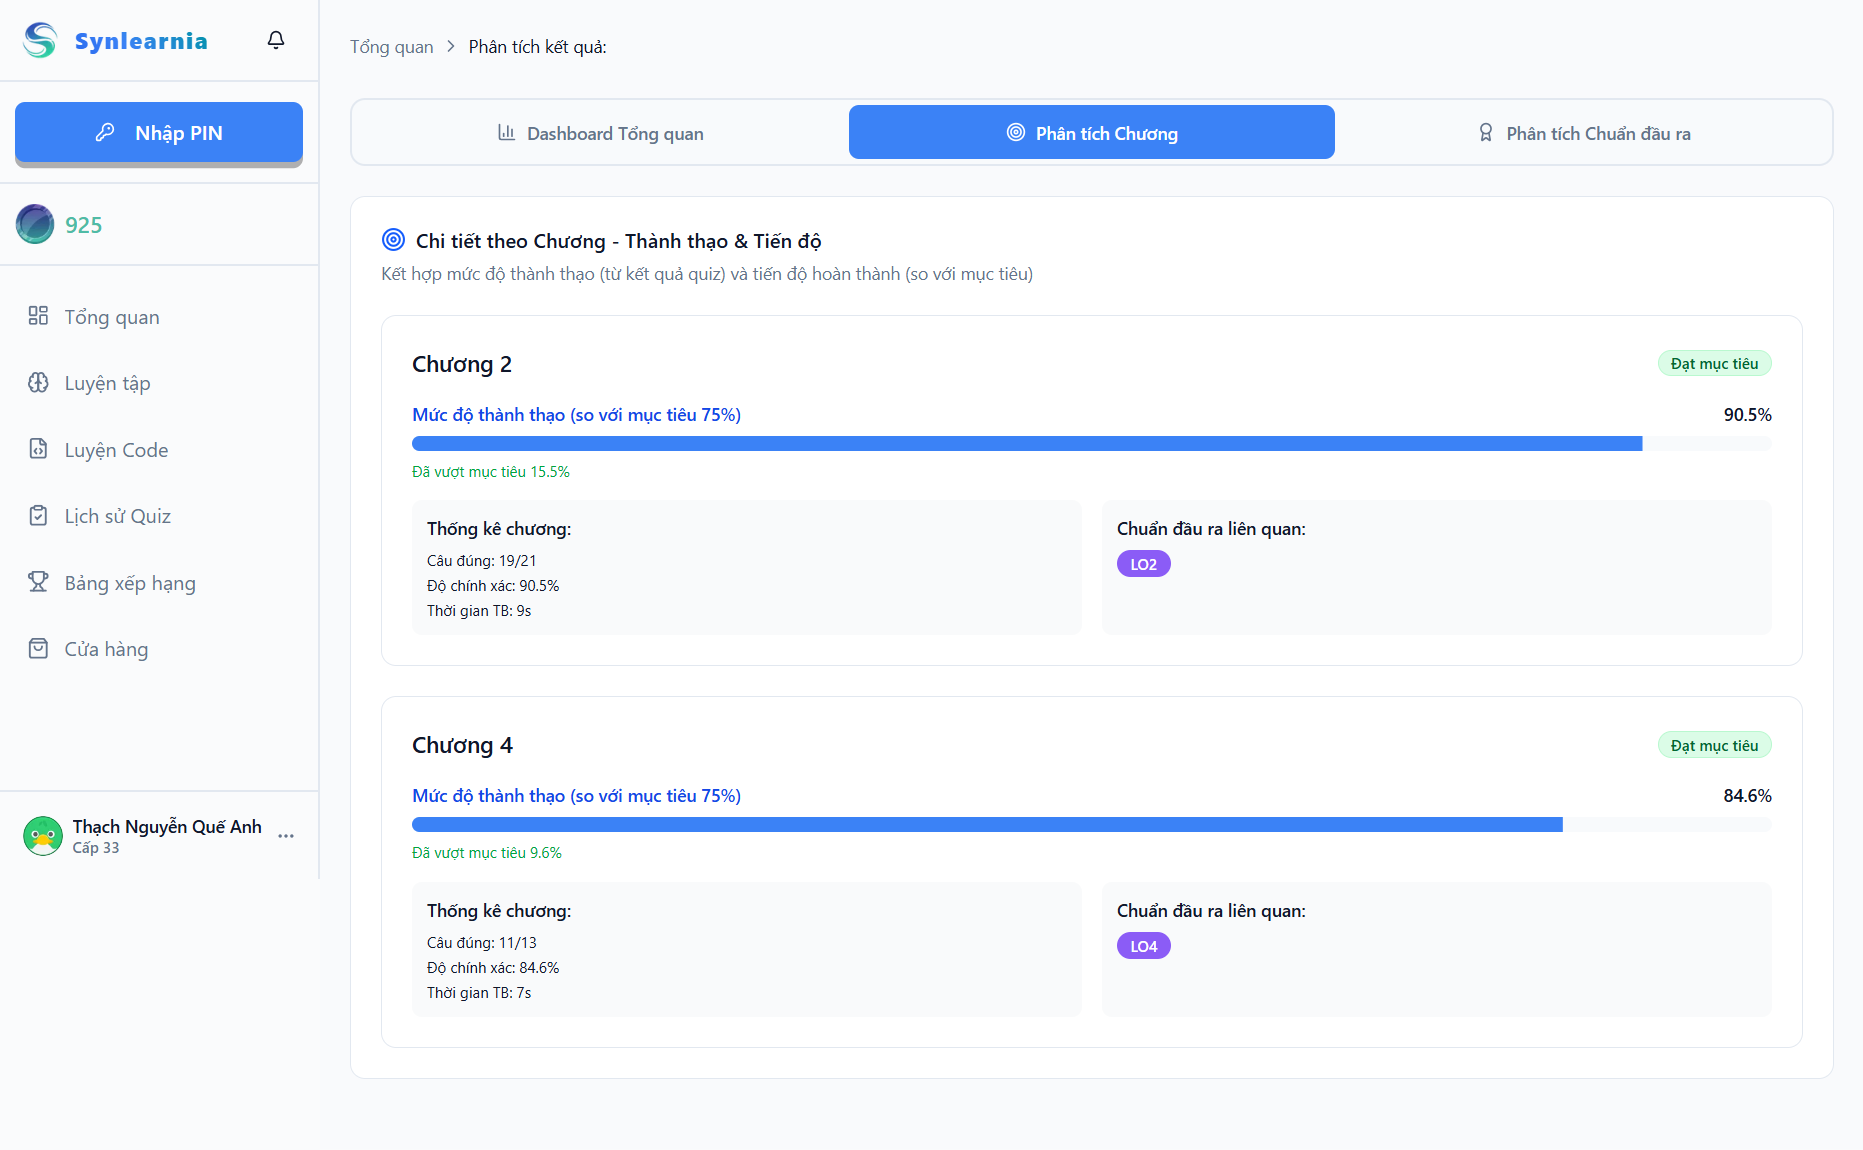 Synlearnia
Nhập PIN
925
Tổng quan
Luyện tập
Luyện Code
Lịch sử Quiz
Bảng xếp hạng
Cửa hàng
Thạch Nguyễn Quế Anh
Cấp 33
Tổng quan > Phân tích kết quả:
Dashboard Tổng quan
Phân tích Chương
Phân tích Chuẩn đầu ra
Chi tiết theo Chương - Thành thạo & Tiến độ
Kết hợp mức độ thành thạo (từ kết quả quiz) và tiến độ hoàn thành (so với mục tiêu)
Chương 2
Đạt mục tiêu
Mức độ thành thạo (so với mục tiêu 75%)
90.5%
Đã vượt mục tiêu 15.5%
Thống kê chương:
Câu đúng: 19/21
Độ chính xác: 90.5%
Thời gian TB: 9s
Chuẩn đầu ra liên quan:
LO2
Chương 4
Đạt mục tiêu
Mức độ thành thạo (so với mục tiêu 75%)
84.6%
Đã vượt mục tiêu 9.6%
Thống kê chương:
Câu đúng: 11/13
Độ chính xác: 84.6%
Thời gian TB: 7s
Chuẩn đầu ra liên quan:
LO4